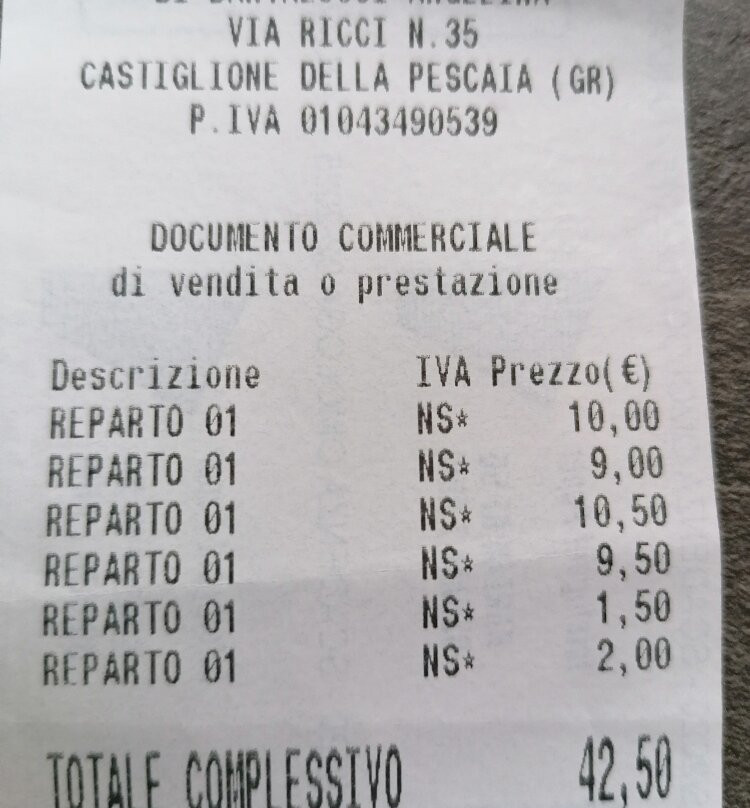 VIA RICCI N.35
CASTIGLIONE DELLA PESCAIA (GR)
P.IVA 01043490539
DOCUMENTO COMMERCIALE
di vendita o prestazione
Descrizione IVA Prezzo(€)
REPARTO 01 NS* 10,00
REPARTO 01 NS* 9,00
REPARTO 01 NS* 10,50
REPARTO 01 NS* 9,50
REPARTO 01 NS* 1,50
REPARTO 01 NS* 2,00
TOTALE COMPLESSIVO 42,50